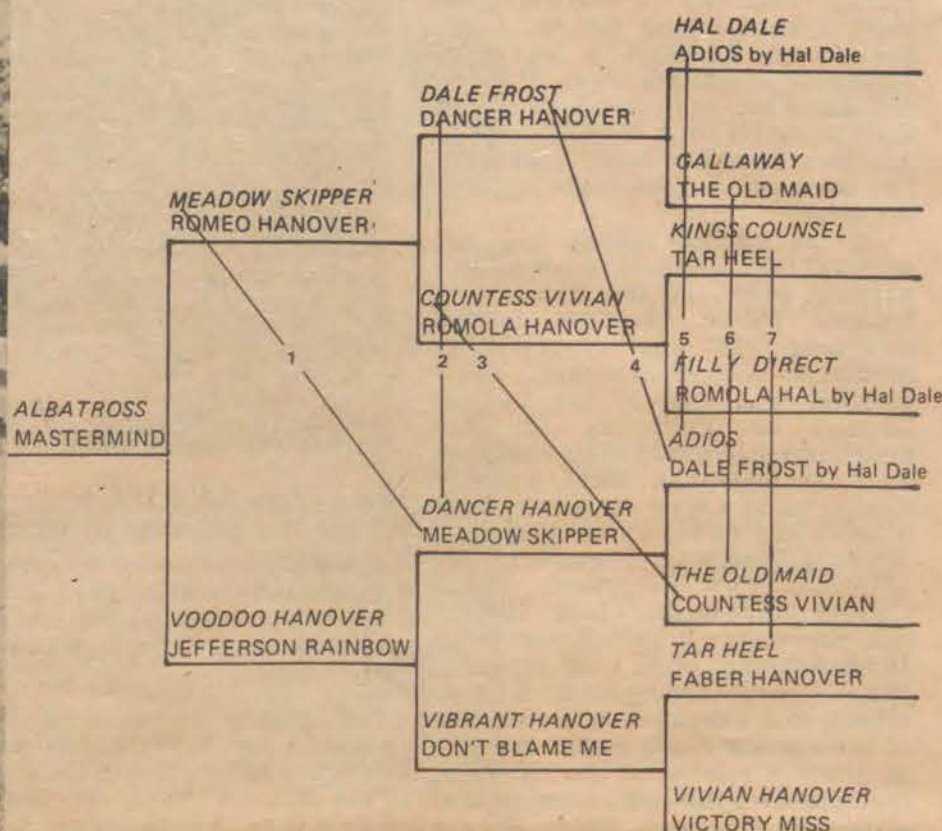 HAL DALE
ADIOS by Hal Dale
DALE FROST
DANCER HANOVER
GALLAWAY
THE OLD MAID
MEADOW SKIPPER
ROMEO HANOVER
KINGS COUNSEL
TAR HEEL
COUNTESS VIVIAN
ROMOLA HANOVER
1
2
3
4
5
6
7
FILLY DIRECT
ROMOLA HAL by Hal Dale
ALBATROSS
MASTERMIND
ADIOS
DALE FROST by Hal Dale
DANCER HANOVER
MEADOW SKIPPER
THE OLD MAID
COUNTESS VIVIAN
VOODOO HANOVER
JEFFERSON RAINBOW
TAR HEEL
FABER HANOVER
VIBRANT HANOVER
DON'T BLAME ME
VIVIAN HANOVER
VICTORY MISS